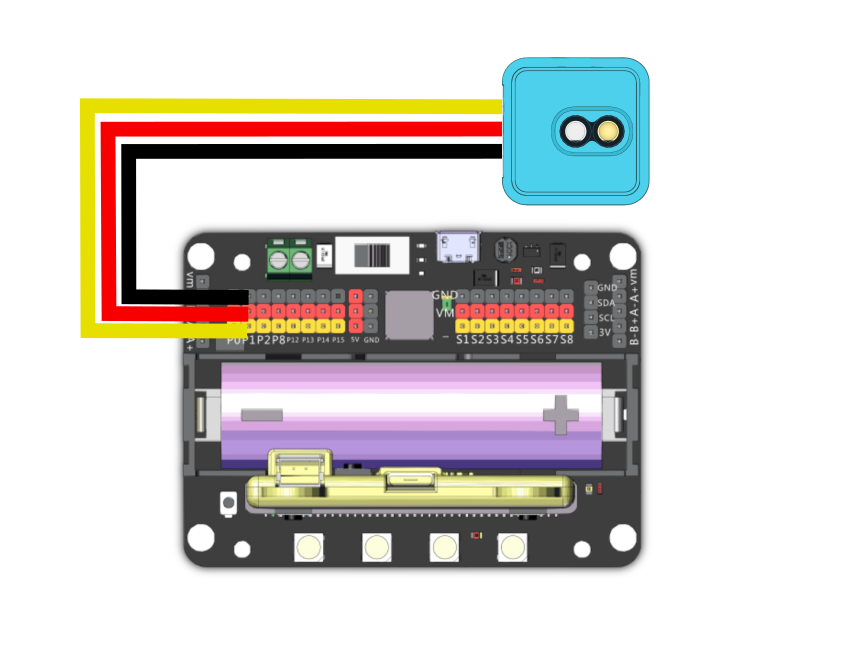 vm
GND
VM
A+
P0 P1 P2 P8 P12 P13 P14 P15 5V GND
S1 S2 S3 S4 S5 S6 S7 S8
GND
SDA
SCL
3V
B-B+A-A+vm